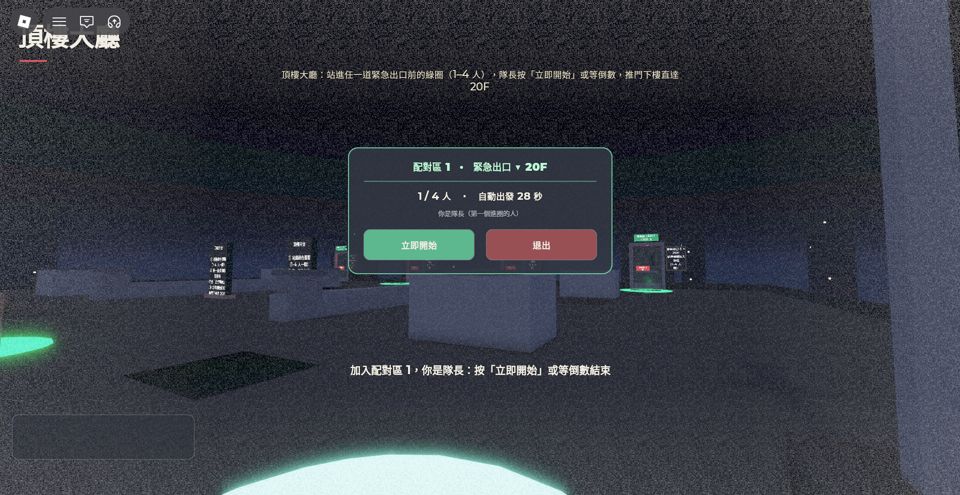 頂樓大廳
頂樓大廳：站進任一道緊急出口前的綠圈（1–4 人），隊長按「立即開始」或等倒數，推門下樓直達
20F
配對區 1 • 緊急出口 ▼ 20F
1 / 4 人 • 自動出發 28 秒
你是隊長（第一個進圈的人）
立即開始
退出
加入配對區 1，你是隊長：按「立即開始」或等倒數結束